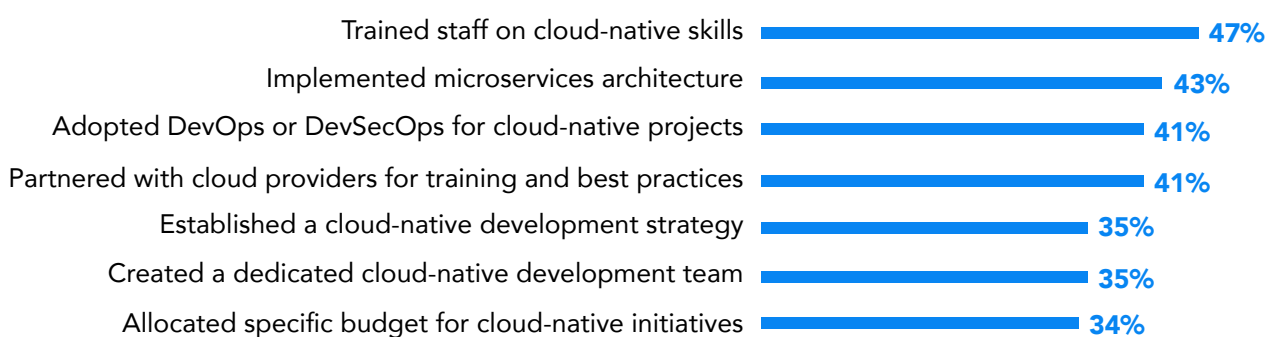 Trained staff on cloud-native skills 47%
Implemented microservices architecture 43%
Adopted DevOps or DevSecOps for cloud-native projects 41%
Partnered with cloud providers for training and best practices 41%
Established a cloud-native development strategy 35%
Created a dedicated cloud-native development team 35%
Allocated specific budget for cloud-native initiatives 34%